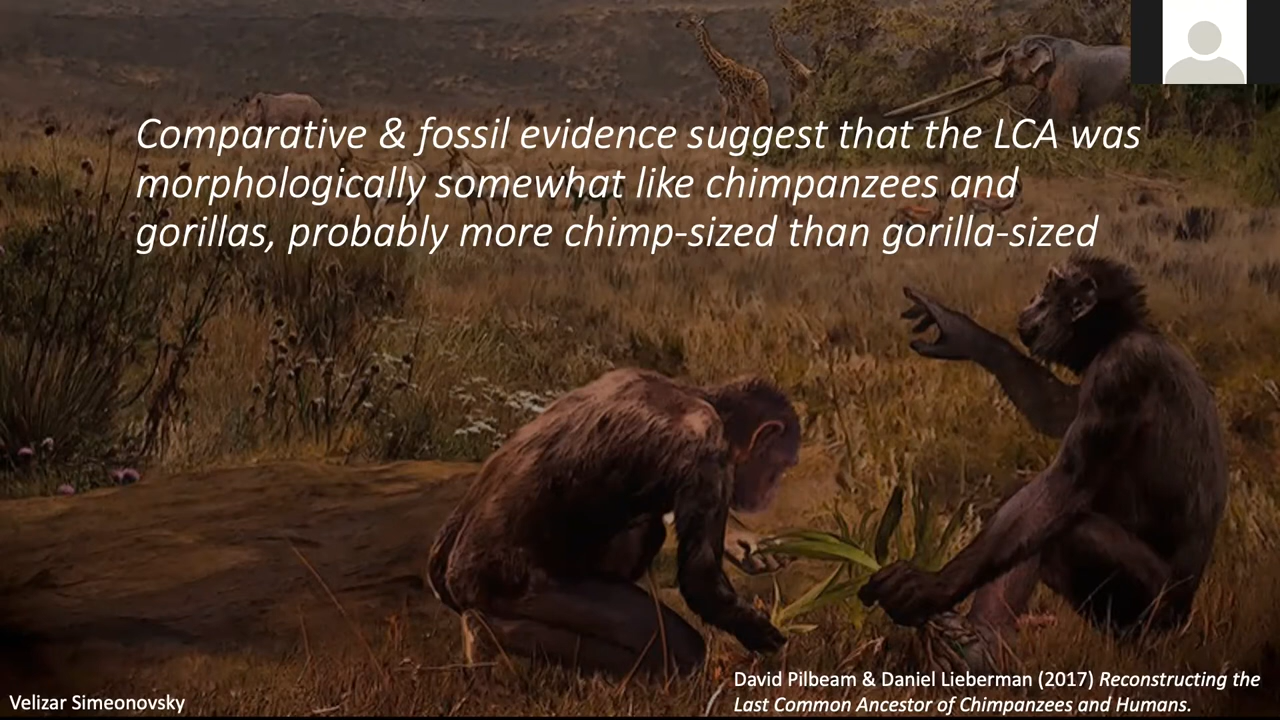 Comparative & fossil evidence suggest that the LCA was
morphologically somewhat like chimpanzees and
gorillas, probably more chimp-sized than gorilla-sized
David Pilbeam & Daniel Lieberman (2017) Reconstructing the
Last Common Ancestor of Chimpanzees and Humans.
Velizar Simeonovsky